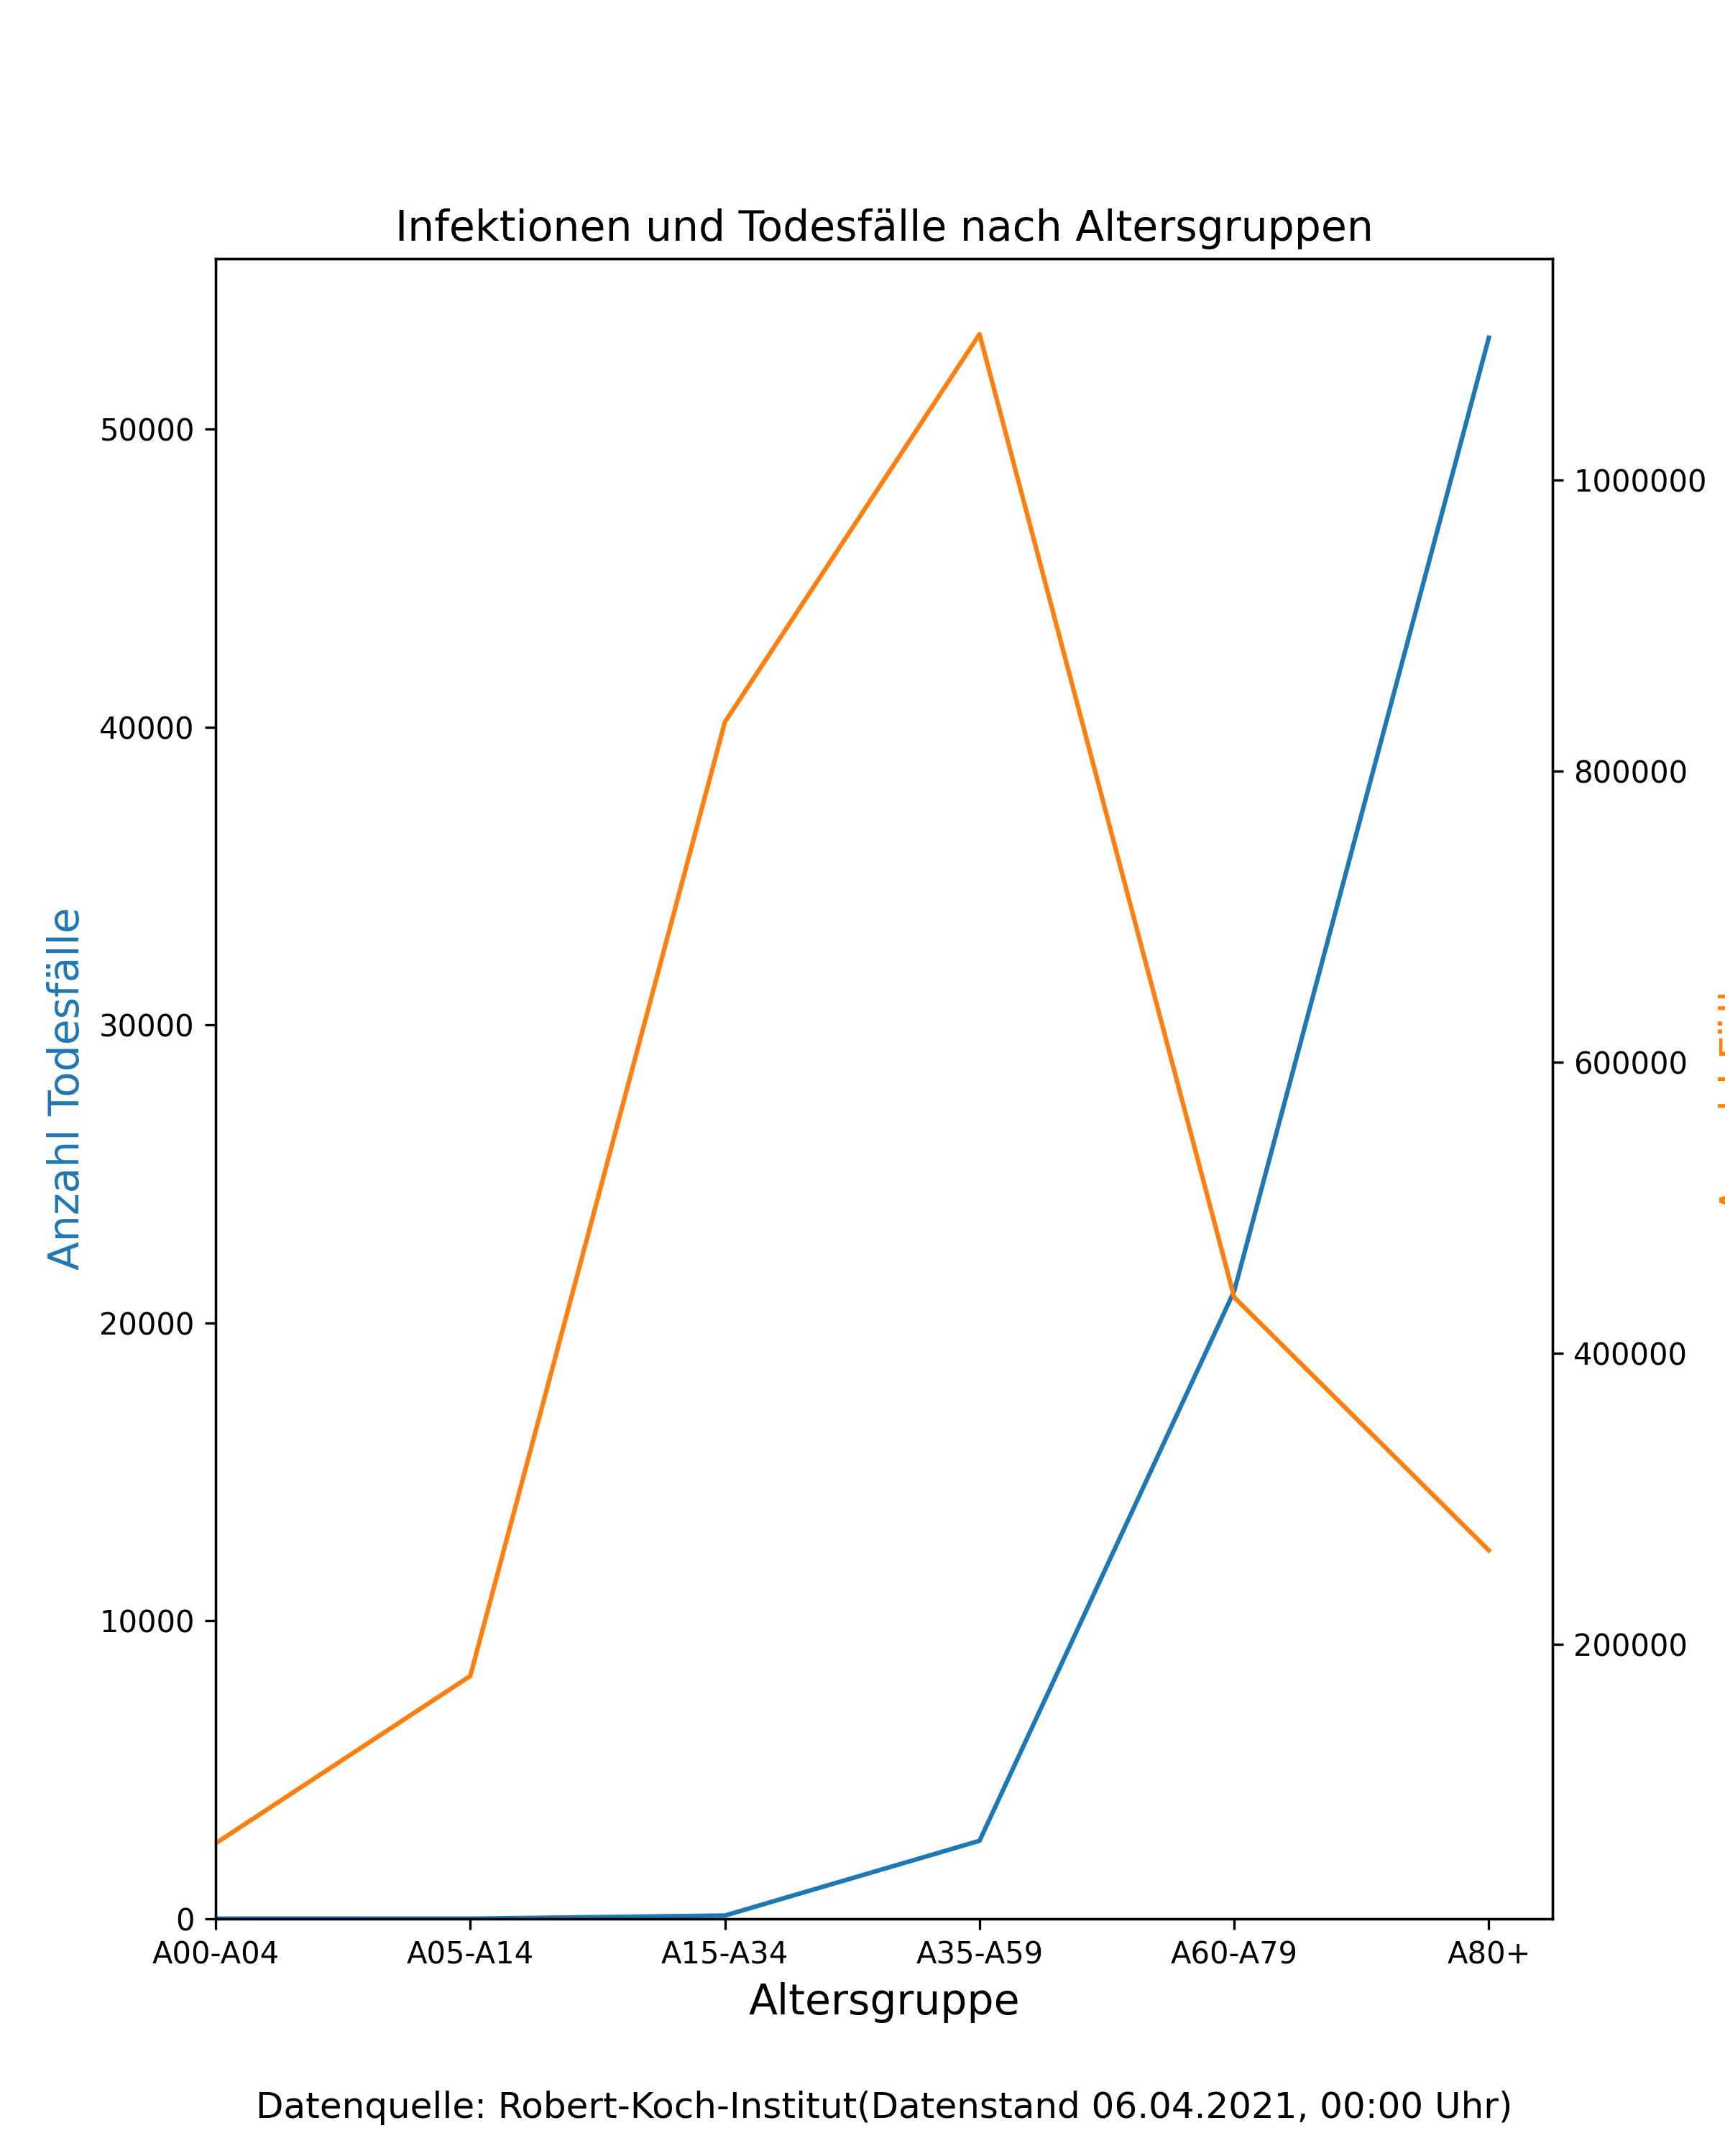 Infektionen und Todesfälle nach Altersgruppen
Anzahl Todesfälle
50000
40000
30000
20000
10000
0
1000000
800000
600000
400000
200000
A00-A04 A05-A14 A15-A34 A35-A59 A60-A79 A80+
Altersgruppe
Datenquelle: Robert-Koch-Institut(Datenstand 06.04.2021, 00:00 Uhr)